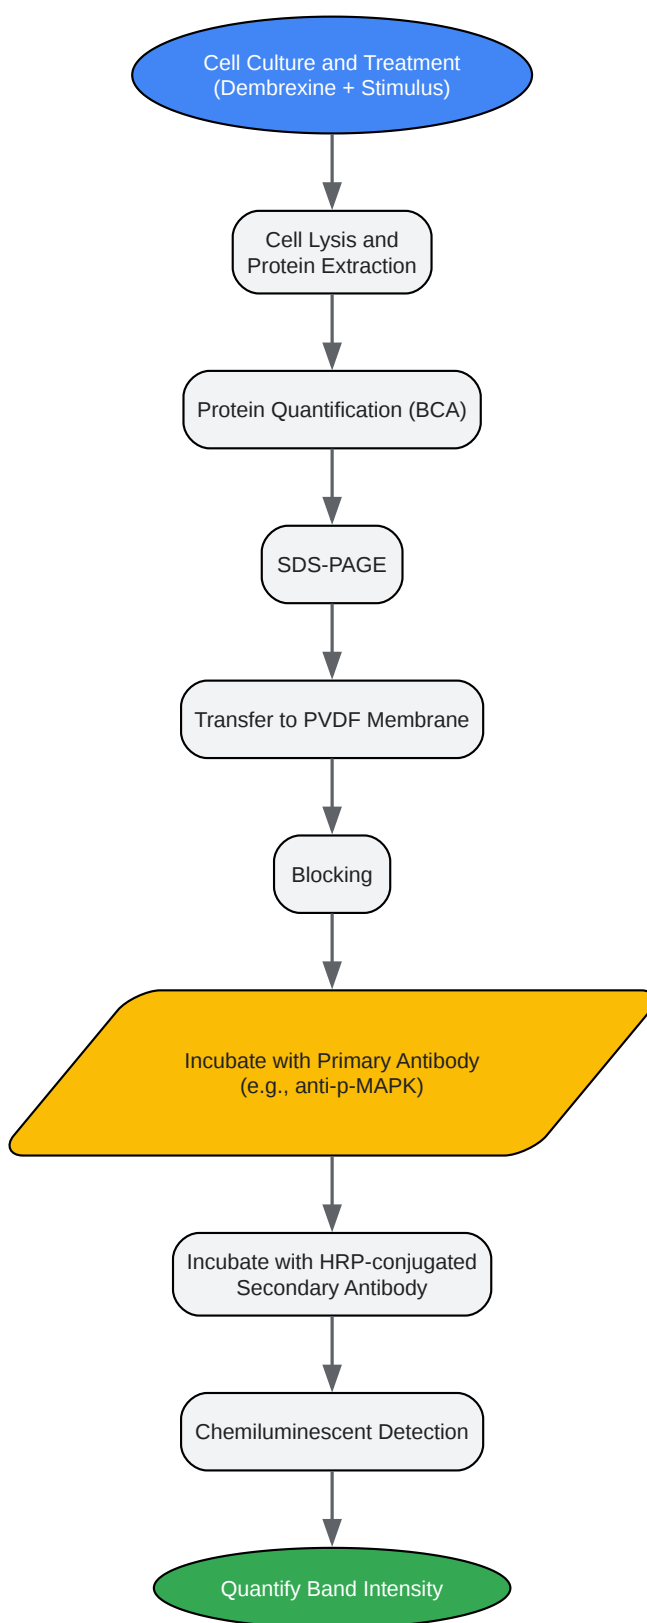 Cell Culture and Treatment
(Dembrexine + Stimulus)
Cell Lysis and
Protein Extraction
Protein Quantification (BCA)
SDS-PAGE
Transfer to PVDF Membrane
Blocking
Incubate with Primary Antibody
(e.g., anti-p-MAPK)
Incubate with HRP-conjugated
Secondary Antibody
Chemiluminescent Detection
Quantify Band Intensity